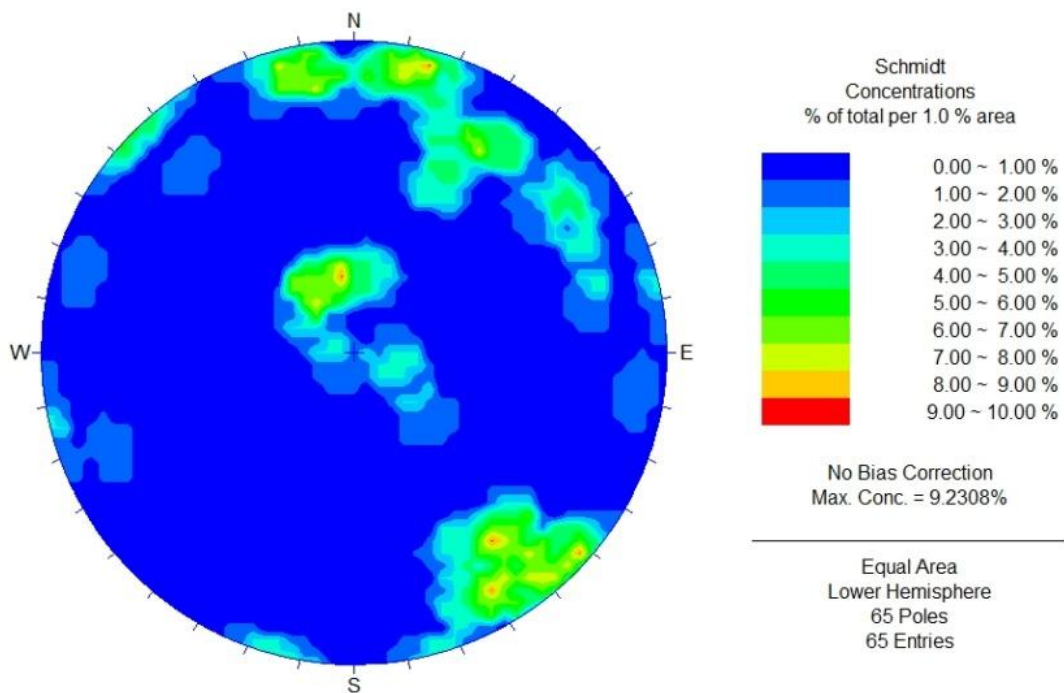 N
W
E
S
Schmidt
Concentrations
% of total per 1.0 % area
0.00 ~ 1.00 %
1.00 ~ 2.00 %
2.00 ~ 3.00 %
3.00 ~ 4.00 %
4.00 ~ 5.00 %
5.00 ~ 6.00 %
6.00 ~ 7.00 %
7.00 ~ 8.00 %
8.00 ~ 9.00 %
9.00 ~ 10.00 %
No Bias Correction
Max. Conc. = 9.2308%
Equal Area
Lower Hemisphere
65 Poles
65 Entries